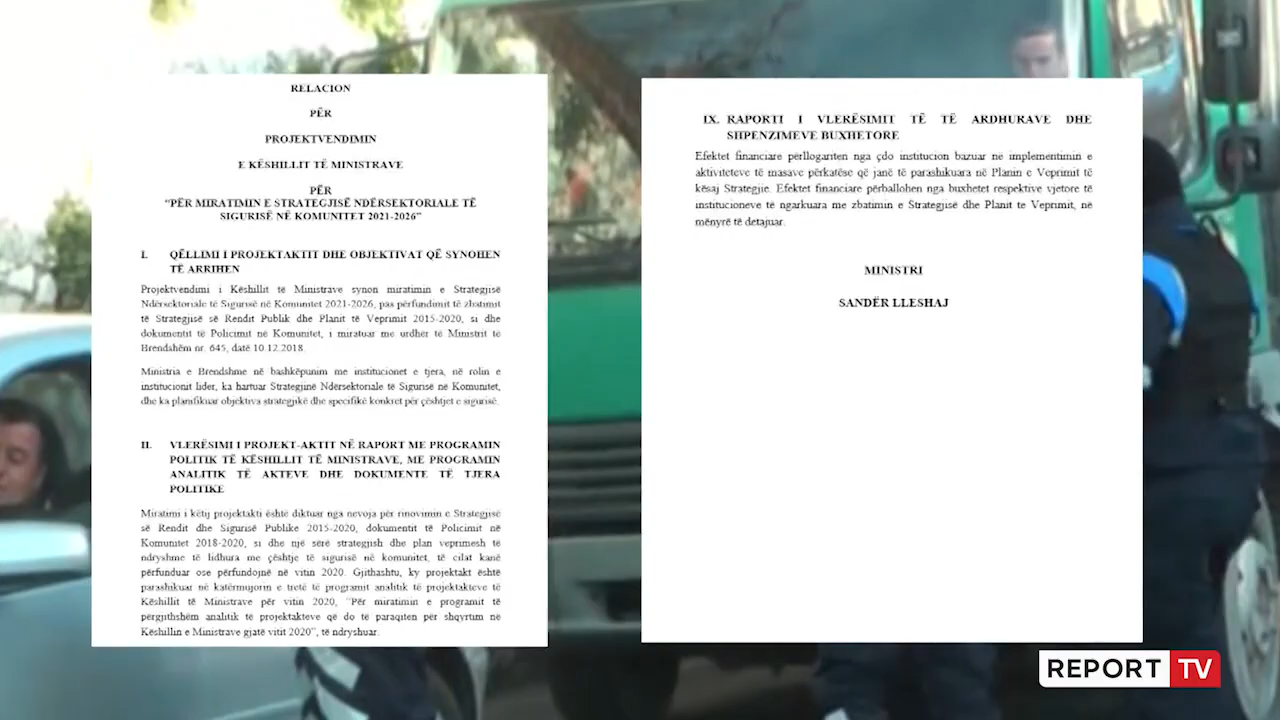 RELACION
PËR
PROJEKTVENDIMIN
E KËSHILLIT TË MINISTRAVE
PËR
“PËR MIRATIMIN E STRATEGJISË NDËRSEKTORIALE TË
SIGURISË NË KOMUNITET 2021-2026”
I. QËLLIMI I PROJEKTAKTIT DHE OBJEKTIVAT QË SYNOHEN
TË ARRIHEN
Projektvendimi i Këshillit të Ministrave synon miratimin e Strategjisë
Ndërsektoriale të Sigurisë në Komunitet 2021-2026, pas përfundimit të zbatimit
të Strategjisë së Rendit Publik dhe Planit të Veprimit 2015-2020, si dhe
dokumentit të Policimit në Komunitet, i miratuar me urdhër të Ministrit të
Brendshëm nr. 645, datë 10.12.2018.
Ministria e Brendshme në bashkëpunim me institucionet e tjera, në rolin e
institucionit lider, ka hartuar Strategjinë Ndërsektoriale të Sigurisë në Komunitet,
dhe ka planifikuar objektiva strategjikë dhe specifikë konkret për çështjet e sigurisë.
II. VLERËSIMI I PROJEKT-AKTIT NË RAPORT ME PROGRAMIN
POLITIK TË KËSHILLIT TË MINISTRAVE, ME PROGRAMIN
ANALITIK TË AKTEVE DHE DOKUMENTE TË TJERA
POLITIKE
Miratimi i këtij projektakti është diktuar nga nevoja për rinovimin e Strategjisë
së Rendit dhe Sigurisë Publike 2015-2020, dokumentit të Policimit në
Komunitet 2018-2020, si dhe një sërë strategjish dhe plan veprimesh të
ndryshme të lidhura me çështje të sigurisë në komunitet, të cilat kanë
përfunduar ose përfundojnë në vitin 2020. Gjithashtu, ky projektakt është
parashikuar në katërmujorin e tretë të programit analitik të projektakteve të
Këshillit të Ministrave për vitin 2020, “Për miratimin e programit të
përgjithshëm analitik të projektakteve që do të paraqiten për shqyrtim në
Këshillin e Ministrave gjatë vitit 2020”, të ndryshuar.
IX. RAPORTI I VLERËSIMIT TË TË ARDHURAVE DHE
SHPENZIMEVE BUXHETORE
Efektet financiare përllogariten nga çdo institucion bazuar në implementimin e
aktiviteteve të masave përkatëse që janë të parashikuara në Planin e Veprimit të
kësaj Strategjie. Efektet financiare përballohen nga buxhetet respektive vjetore të
institucioneve të ngarkuara me zbatimin e Strategjisë dhe Planit te Veprimit, në
mënyrë të detajuar.
MINISTRI
SANDËR LLESHAJ
REPORT TV